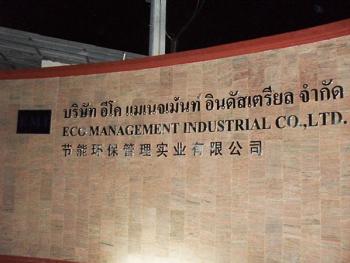 บริษัท อีโค แมเนจเม้นท์ อินดัสเตรียล จำกัด
ECO MANAGEMENT INDUSTRIAL CO.,LTD.
节能环保管理实业有限公司